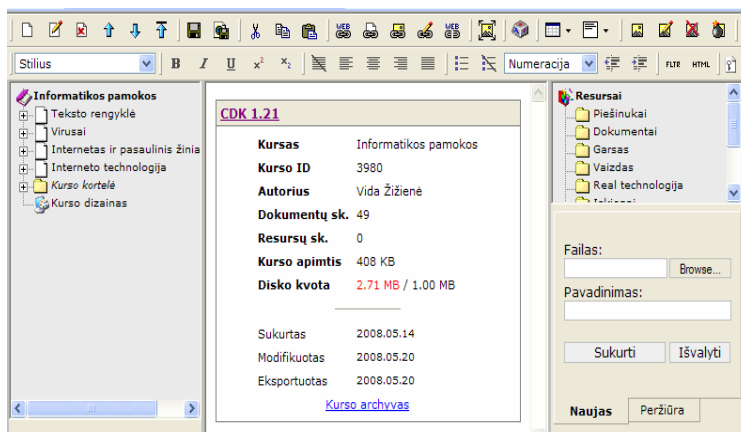 WEB WEB
Stilius B I U x² x₂ Numeracija FLTR HTML
Informatikos pamokos
Teksto rengyklė
Virusai
Internetas ir pasaulinis žinia
Interneto technologija
Kurso kortelė
Kurso dizainas
CDK 1.21
Kursas Informatikos pamokos
Kurso ID 3980
Autorius Vida Žižienė
Dokumentų sk. 49
Resursų sk. 0
Kurso apimtis 408 KB
Disko kvota 2.71 MB / 1.00 MB
Sukurtas 2008.05.14
Modifikuotas 2008.05.20
Eksportuotas 2008.05.20
Kurso archyvas
Resursai
Piešinukai
Dokumentai
Garsas
Vaizdas
Real technologija
Failas:
Browse...
Pavadinimas:
Sukurti Išvalyti
Naujas Peržiūra